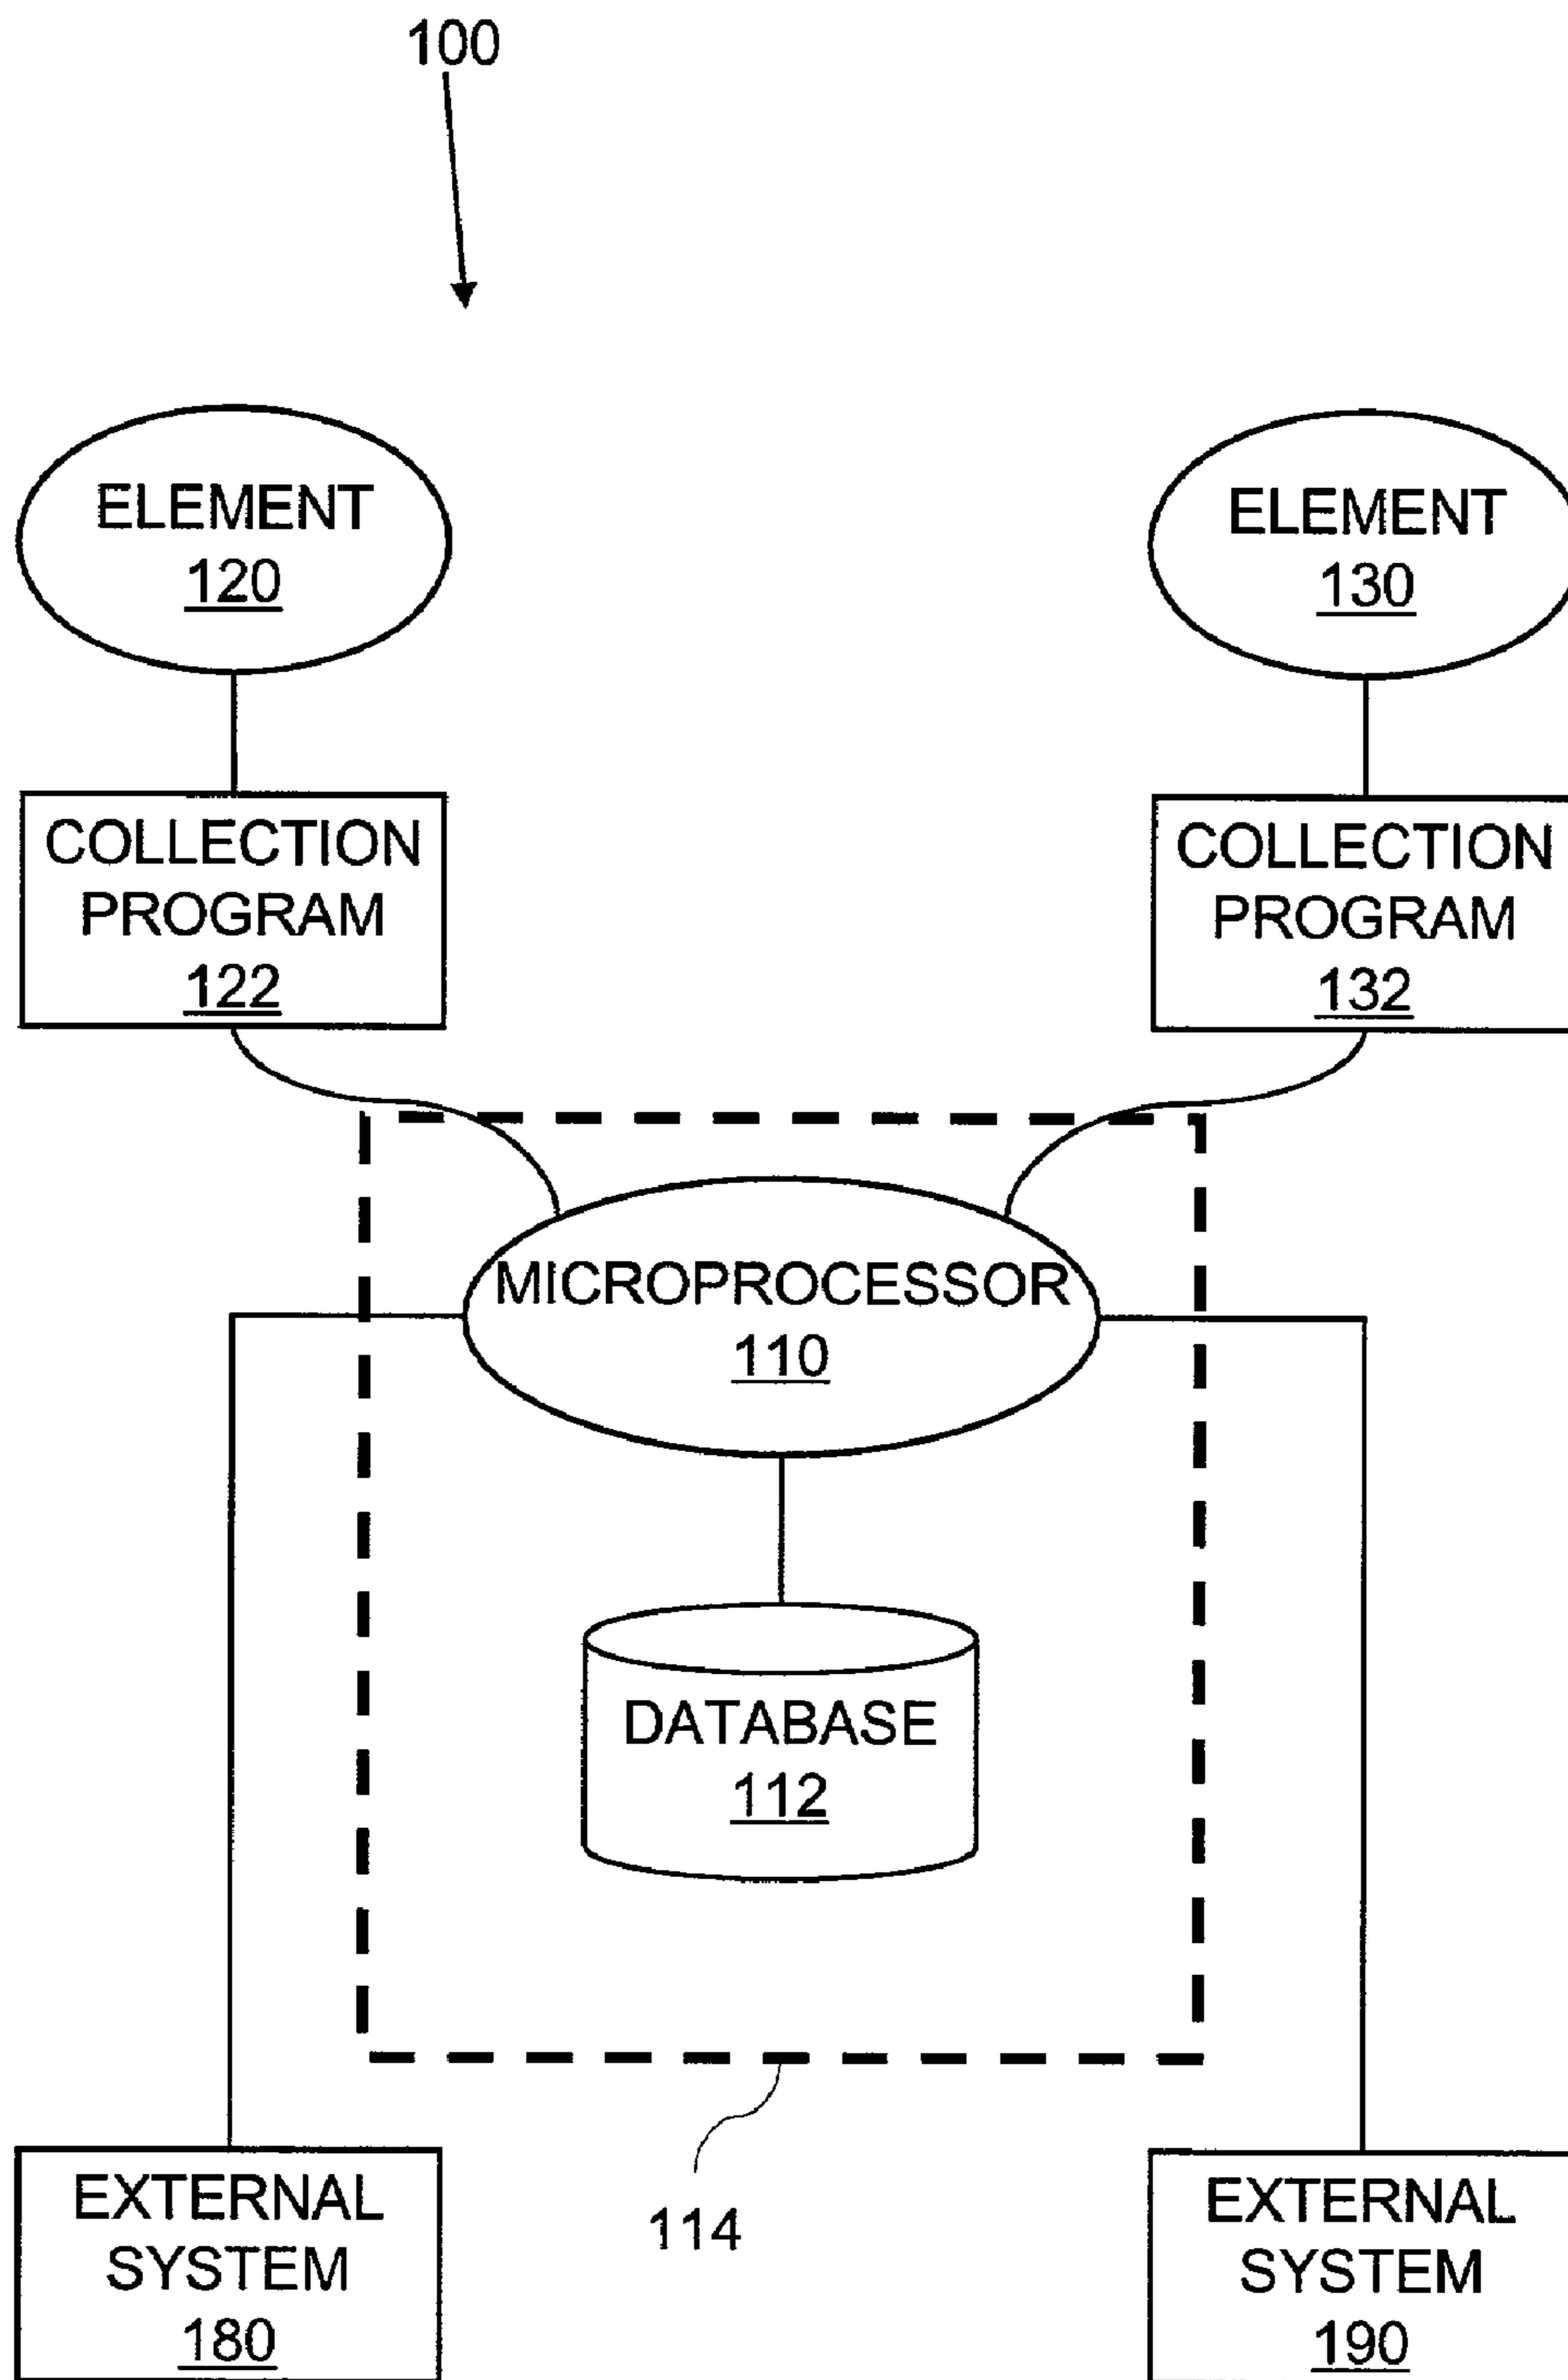 100
ELEMENT
120
ELEMENT
130
COLLECTION
PROGRAM
122
COLLECTION
PROGRAM
132
MICROPROCESSOR
110
DATABASE
112
114
EXTERNAL
SYSTEM
180
EXTERNAL
SYSTEM
190